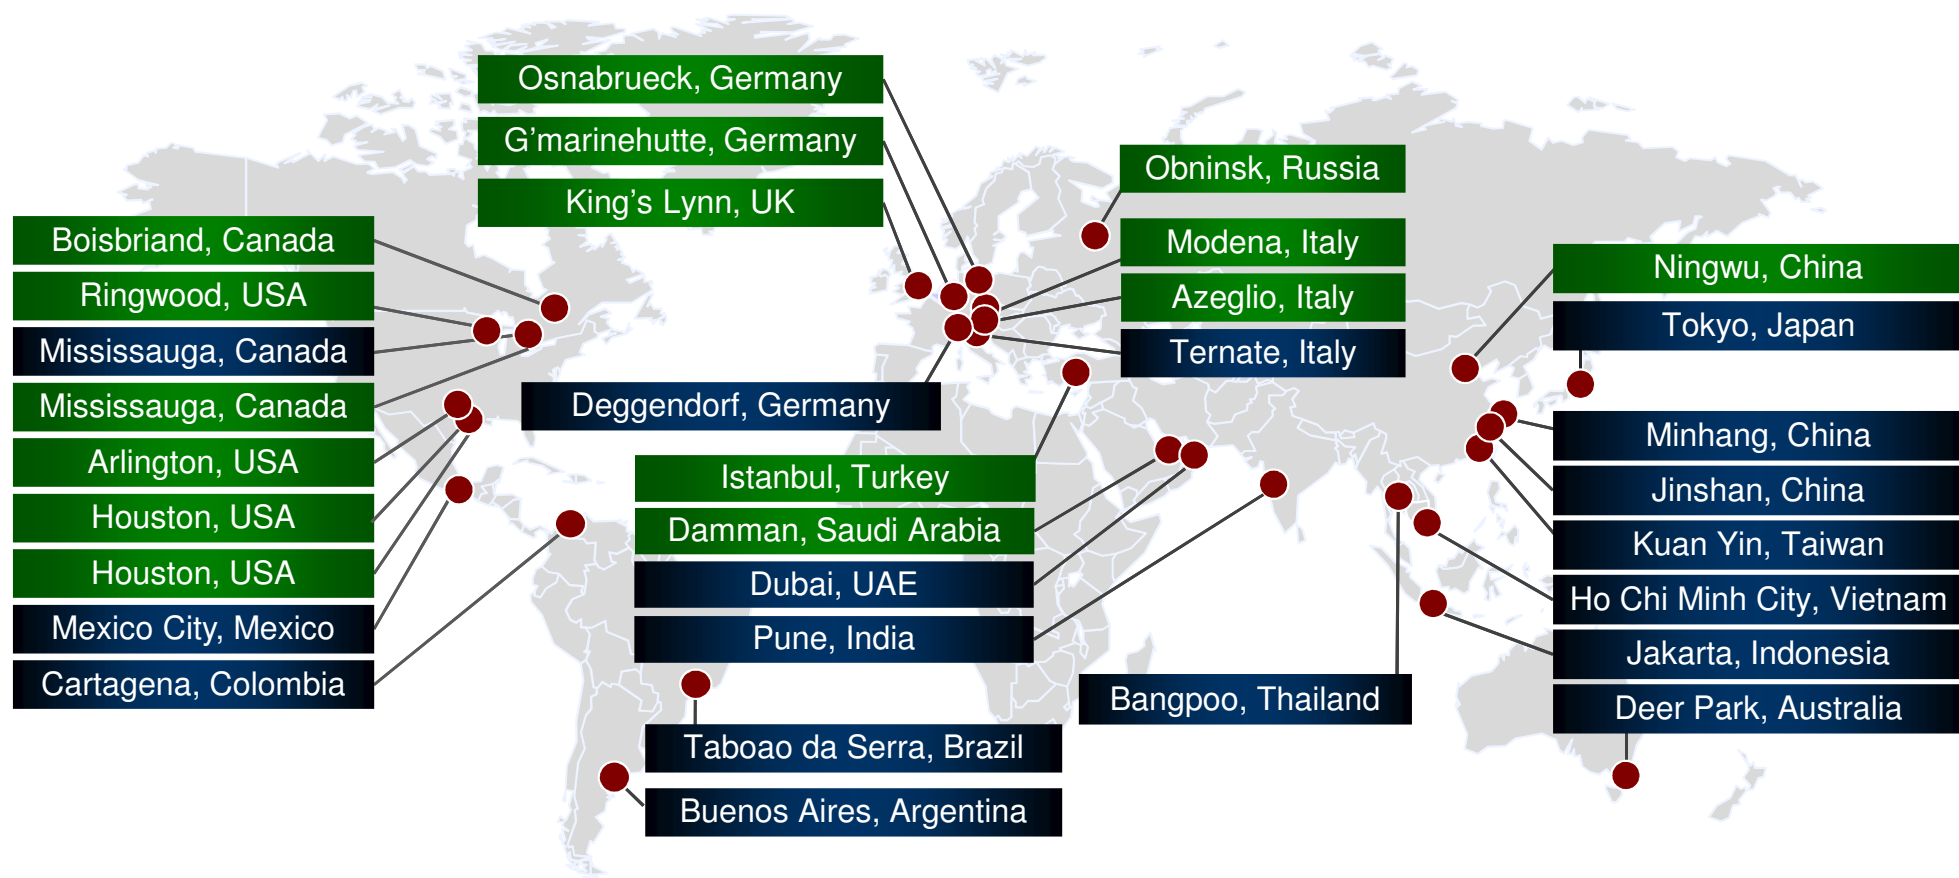 Osnabrueck, Germany
G’marinehutte, Germany
King’s Lynn, UK
Boisbriand, Canada
Ringwood, USA
Mississauga, Canada
Mississauga, Canada
Arlington, USA
Houston, USA
Houston, USA
Mexico City, Mexico
Cartagena, Colombia
Deggendorf, Germany
Obninsk, Russia
Modena, Italy
Azeglio, Italy
Ternate, Italy
Istanbul, Turkey
Damman, Saudi Arabia
Dubai, UAE
Pune, India
Taboao da Serra, Brazil
Buenos Aires, Argentina
Bangpoo, Thailand
Ningwu, China
Tokyo, Japan
Minhang, China
Jinshan, China
Kuan Yin, Taiwan
Ho Chi Minh City, Vietnam
Jakarta, Indonesia
Deer Park, Australia